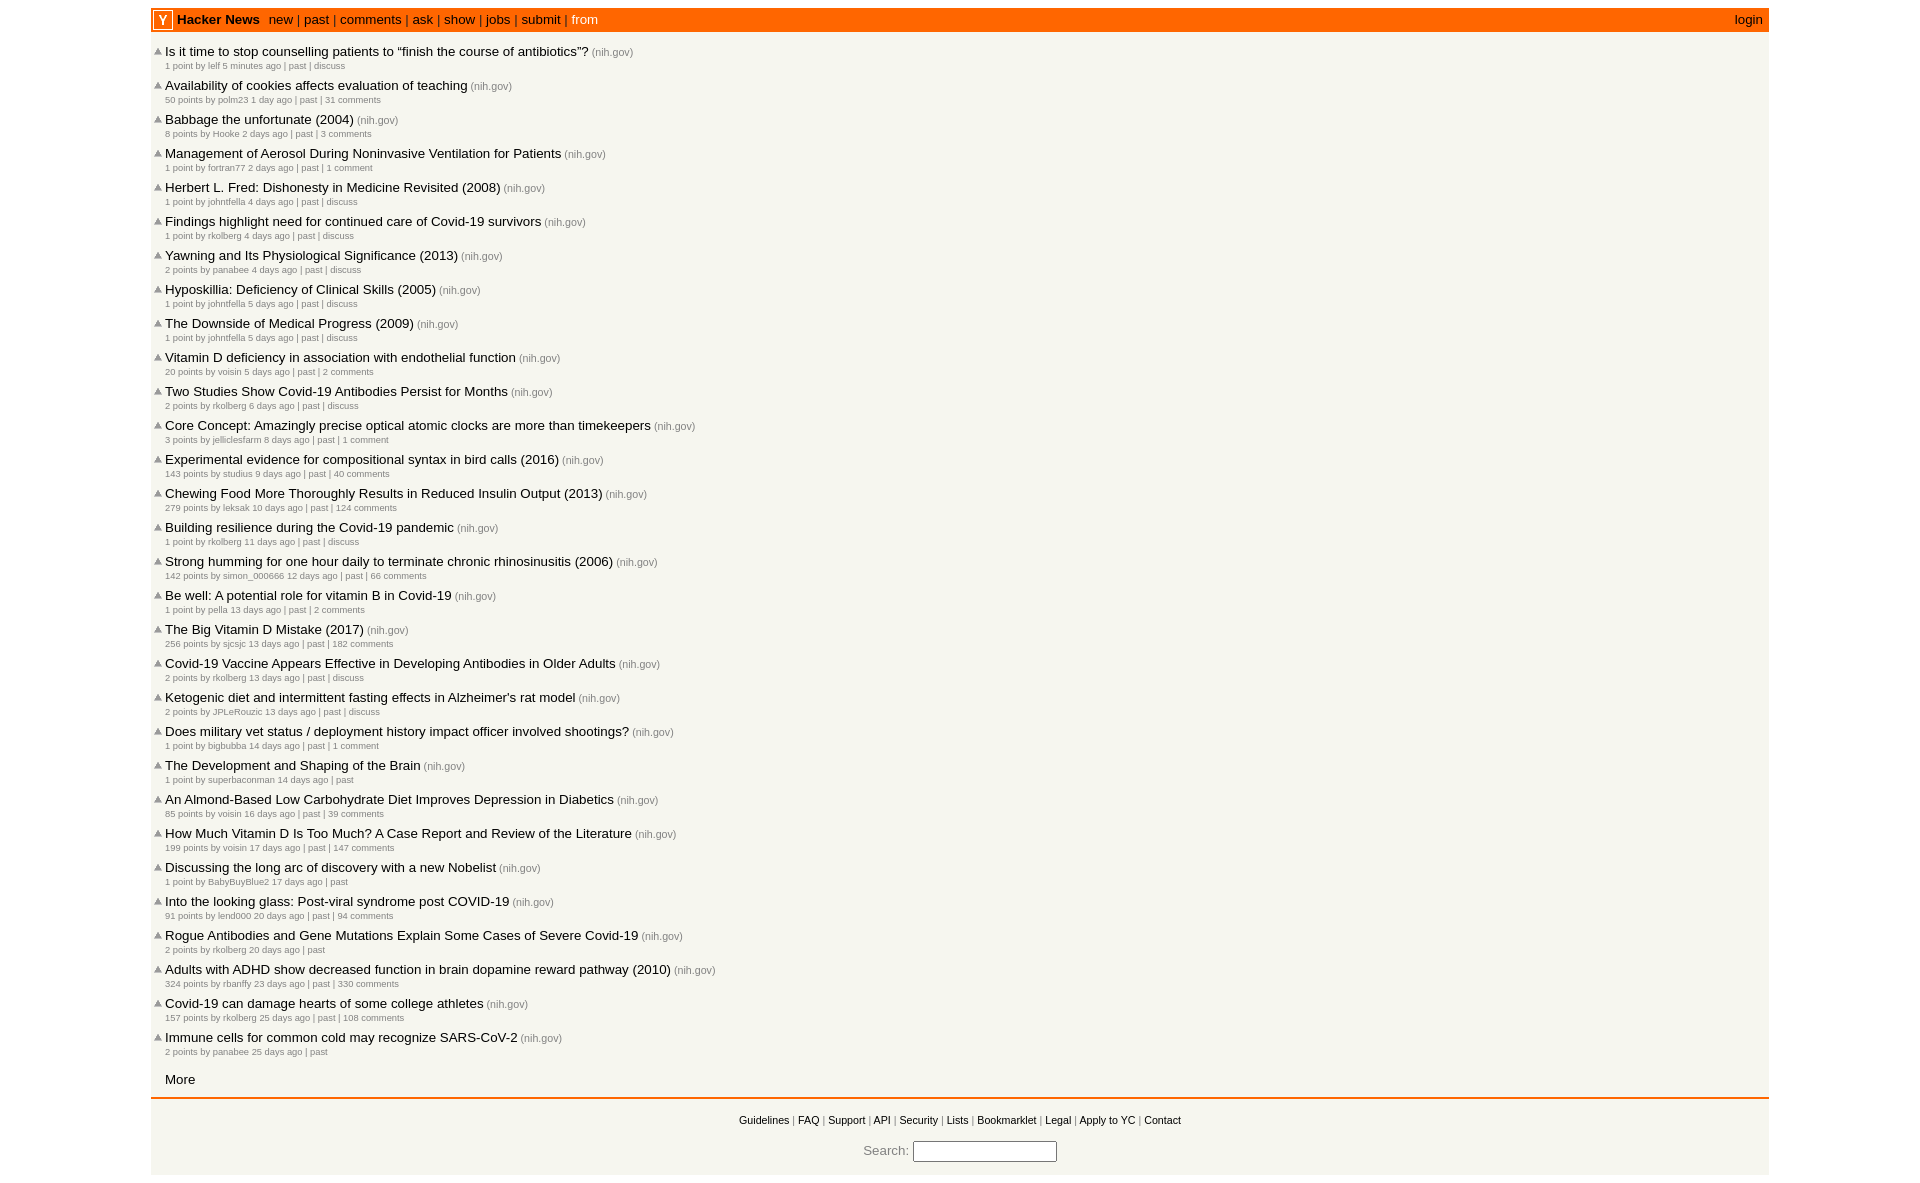 Y Hacker News new | past | comments | ask | show | jobs | submit | from login
Is it time to stop counselling patients to “finish the course of antibiotics”? (nih.gov)
1 point by lelf 5 minutes ago | past | discuss
Availability of cookies affects evaluation of teaching (nih.gov)
50 points by polm23 1 day ago | past | 31 comments
Babbage the unfortunate (2004) (nih.gov)
8 points by Hooke 2 days ago | past | 3 comments
Management of Aerosol During Noninvasive Ventilation for Patients (nih.gov)
1 point by fortran77 2 days ago | past | 1 comment
Herbert L. Fred: Dishonesty in Medicine Revisited (2008) (nih.gov)
1 point by johntfella 4 days ago | past | discuss
Findings highlight need for continued care of Covid-19 survivors (nih.gov)
1 point by rkolberg 4 days ago | past | discuss
Yawning and Its Physiological Significance (2013) (nih.gov)
2 points by panabee 4 days ago | past | discuss
Hyposkillia: Deficiency of Clinical Skills (2005) (nih.gov)
1 point by johntfella 5 days ago | past | discuss
The Downside of Medical Progress (2009) (nih.gov)
1 point by johntfella 5 days ago | past | discuss
Vitamin D deficiency in association with endothelial function (nih.gov)
20 points by voisin 5 days ago | past | 2 comments
Two Studies Show Covid-19 Antibodies Persist for Months (nih.gov)
2 points by rkolberg 6 days ago | past | discuss
Core Concept: Amazingly precise optical atomic clocks are more than timekeepers (nih.gov)
3 points by jelliclesfarm 8 days ago | past | 1 comment
Experimental evidence for compositional syntax in bird calls (2016) (nih.gov)
143 points by studius 9 days ago | past | 40 comments
Chewing Food More Thoroughly Results in Reduced Insulin Output (2013) (nih.gov)
279 points by leksak 10 days ago | past | 124 comments
Building resilience during the Covid-19 pandemic (nih.gov)
1 point by rkolberg 11 days ago | past | discuss
Strong humming for one hour daily to terminate chronic rhinosinusitis (2006) (nih.gov)
142 points by simon_000666 12 days ago | past | 66 comments
Be well: A potential role for vitamin B in Covid-19 (nih.gov)
1 point by pella 13 days ago | past | 2 comments
The Big Vitamin D Mistake (2017) (nih.gov)
256 points by sjcsjc 13 days ago | past | 182 comments
Covid-19 Vaccine Appears Effective in Developing Antibodies in Older Adults (nih.gov)
2 points by rkolberg 13 days ago | past | discuss
Ketogenic diet and intermittent fasting effects in Alzheimer's rat model (nih.gov)
2 points by JPLeRouzic 13 days ago | past | discuss
Does military vet status / deployment history impact officer involved shootings? (nih.gov)
1 point by bigbubba 14 days ago | past | 1 comment
The Development and Shaping of the Brain (nih.gov)
1 point by superbaconman 14 days ago | past
An Almond-Based Low Carbohydrate Diet Improves Depression in Diabetics (nih.gov)
85 points by voisin 16 days ago | past | 39 comments
How Much Vitamin D Is Too Much? A Case Report and Review of the Literature (nih.gov)
199 points by voisin 17 days ago | past | 147 comments
Discussing the long arc of discovery with a new Nobelist (nih.gov)
1 point by BabyBuyBlue2 17 days ago | past
Into the looking glass: Post-viral syndrome post COVID-19 (nih.gov)
91 points by lend000 20 days ago | past | 94 comments
Rogue Antibodies and Gene Mutations Explain Some Cases of Severe Covid-19 (nih.gov)
2 points by rkolberg 20 days ago | past
Adults with ADHD show decreased function in brain dopamine reward pathway (2010) (nih.gov)
324 points by rbanffy 23 days ago | past | 330 comments
Covid-19 can damage hearts of some college athletes (nih.gov)
157 points by rkolberg 25 days ago | past | 108 comments
Immune cells for common cold may recognize SARS-CoV-2 (nih.gov)
2 points by panabee 25 days ago | past
More
Guidelines | FAQ | Support | API | Security | Lists | Bookmarklet | Legal | Apply to YC | Contact
Search: